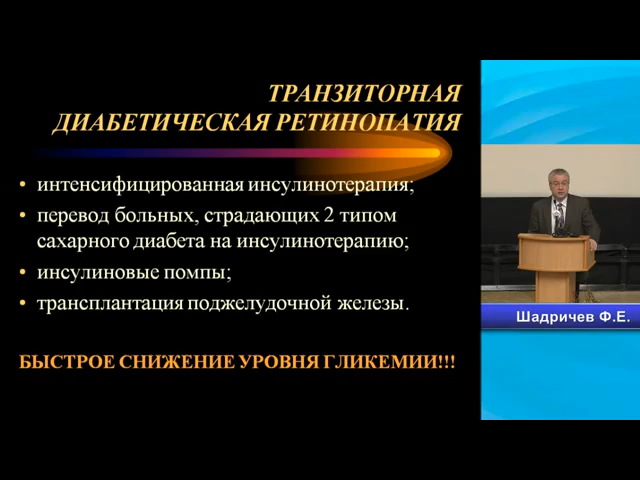 ТРАНЗИТОРНАЯ
ДИАБЕТИЧЕСКАЯ РЕТИНОПАТИЯ
• интенсифицированная инсулинотерапия;
• перевод больных, страдающих 2 типом
сахарного диабета на инсулинотерапию;
• инсулиновые помпы;
• трансплантация поджелудочной железы.
БЫСТРОЕ СНИЖЕНИЕ УРОВНЯ ГЛИКЕМИИ!!!
Шадричев Ф.Е.